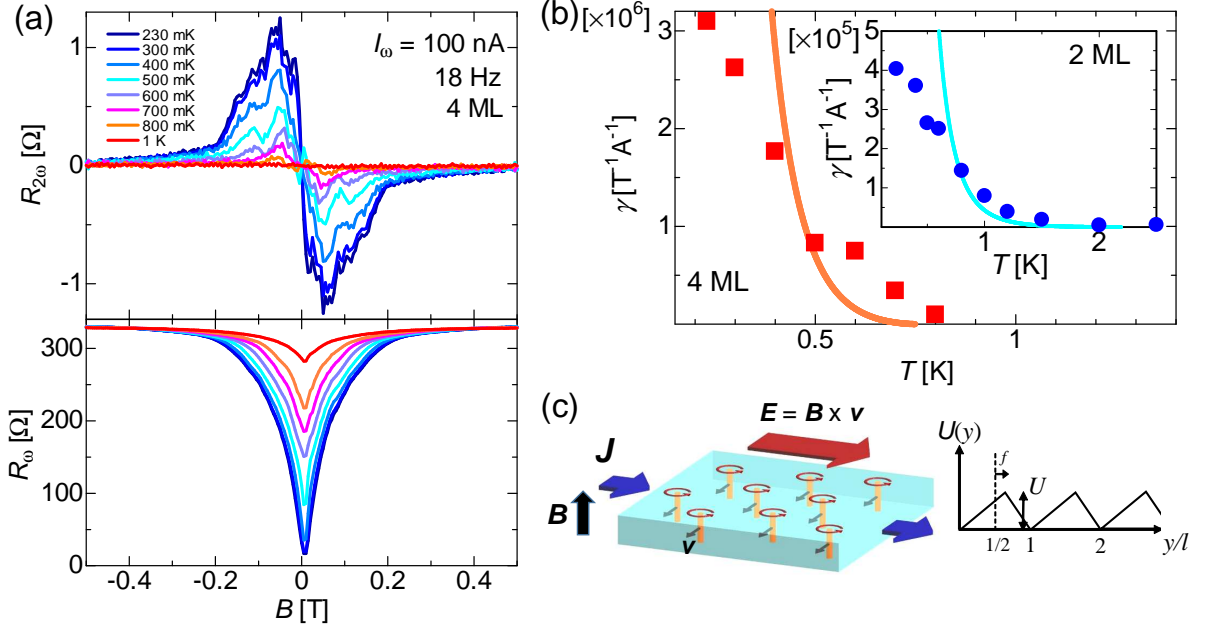 (a)
R2ω [Ω]
1
0
-1
230 mK
300 mK
400 mK
500 mK
600 mK
700 mK
800 mK
1 K
Iω = 100 nA
18 Hz
4 ML
Rω [Ω]
300
200
100
0
-0.4 -0.2 0 0.2 0.4
B [T]
(b)
[×10⁶]
γ [T⁻¹A⁻¹]
3
2
1
0
4 ML
0.5 1
T [K]
[×10⁵]
γ [T⁻¹A⁻¹]
5
4
3
2
1
2 ML
1 2
T [K]
(c)
E = B x v
J
B
v
U(y)
f
U
1/2 1 2 y/l